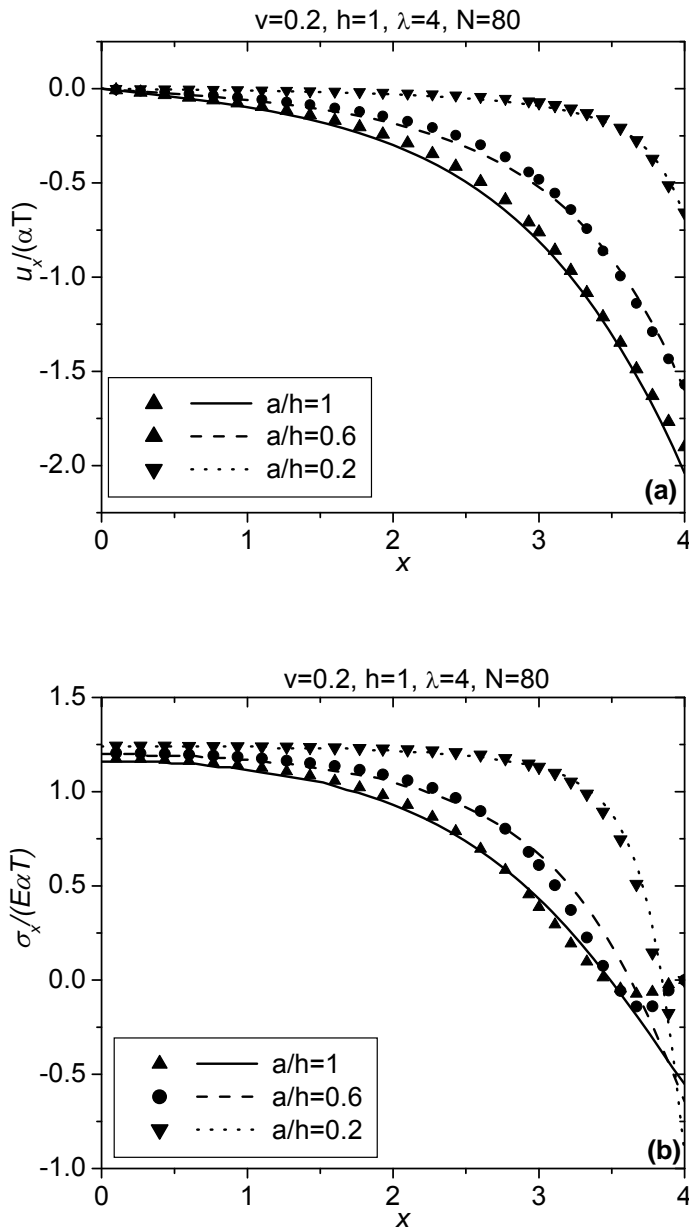 v=0.2, h=1, λ=4, N=80
0.0
-0.5
-1.0
-1.5
-2.0
u_x/(αT)
a/h=1
a/h=0.6
a/h=0.2
(a)
0 1 2 3 4
x
v=0.2, h=1, λ=4, N=80
1.5
1.0
0.5
0.0
-0.5
-1.0
σ_x/(EαT)
a/h=1
a/h=0.6
a/h=0.2
(b)
0 1 2 3 4
x